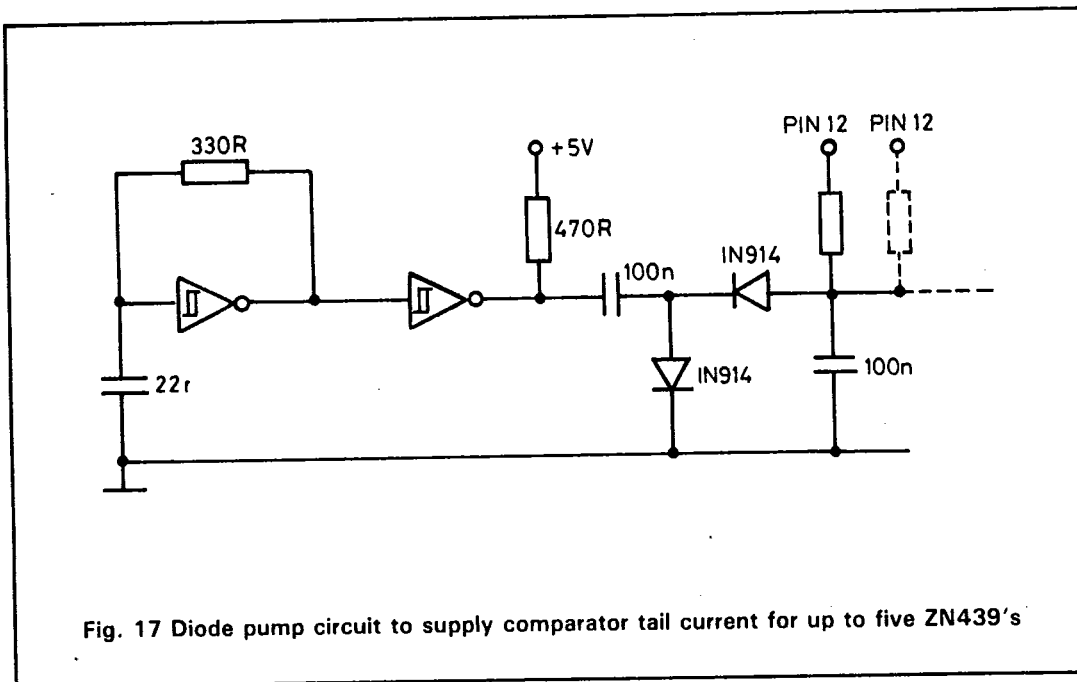 330R
PIN 12 PIN 12
+5V
470R
100n
IN914
22r
IN914
100n
Fig. 17 Diode pump circuit to supply comparator tail current for up to five ZN439's